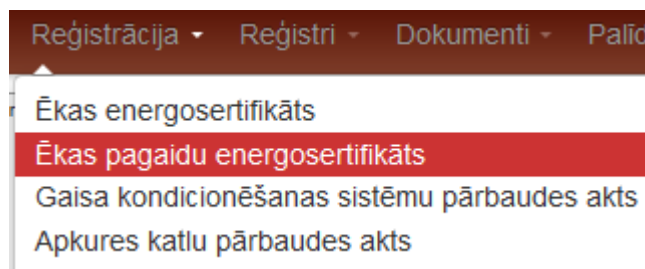 Reģistrācija Reģistri Dokumenti
Ēkas energosertifikāts
Ēkas pagaidu energosertifikāts
Gaisa kondicionēšanas sistēmu pārbaudes akts
Apkures katlu pārbaudes akts